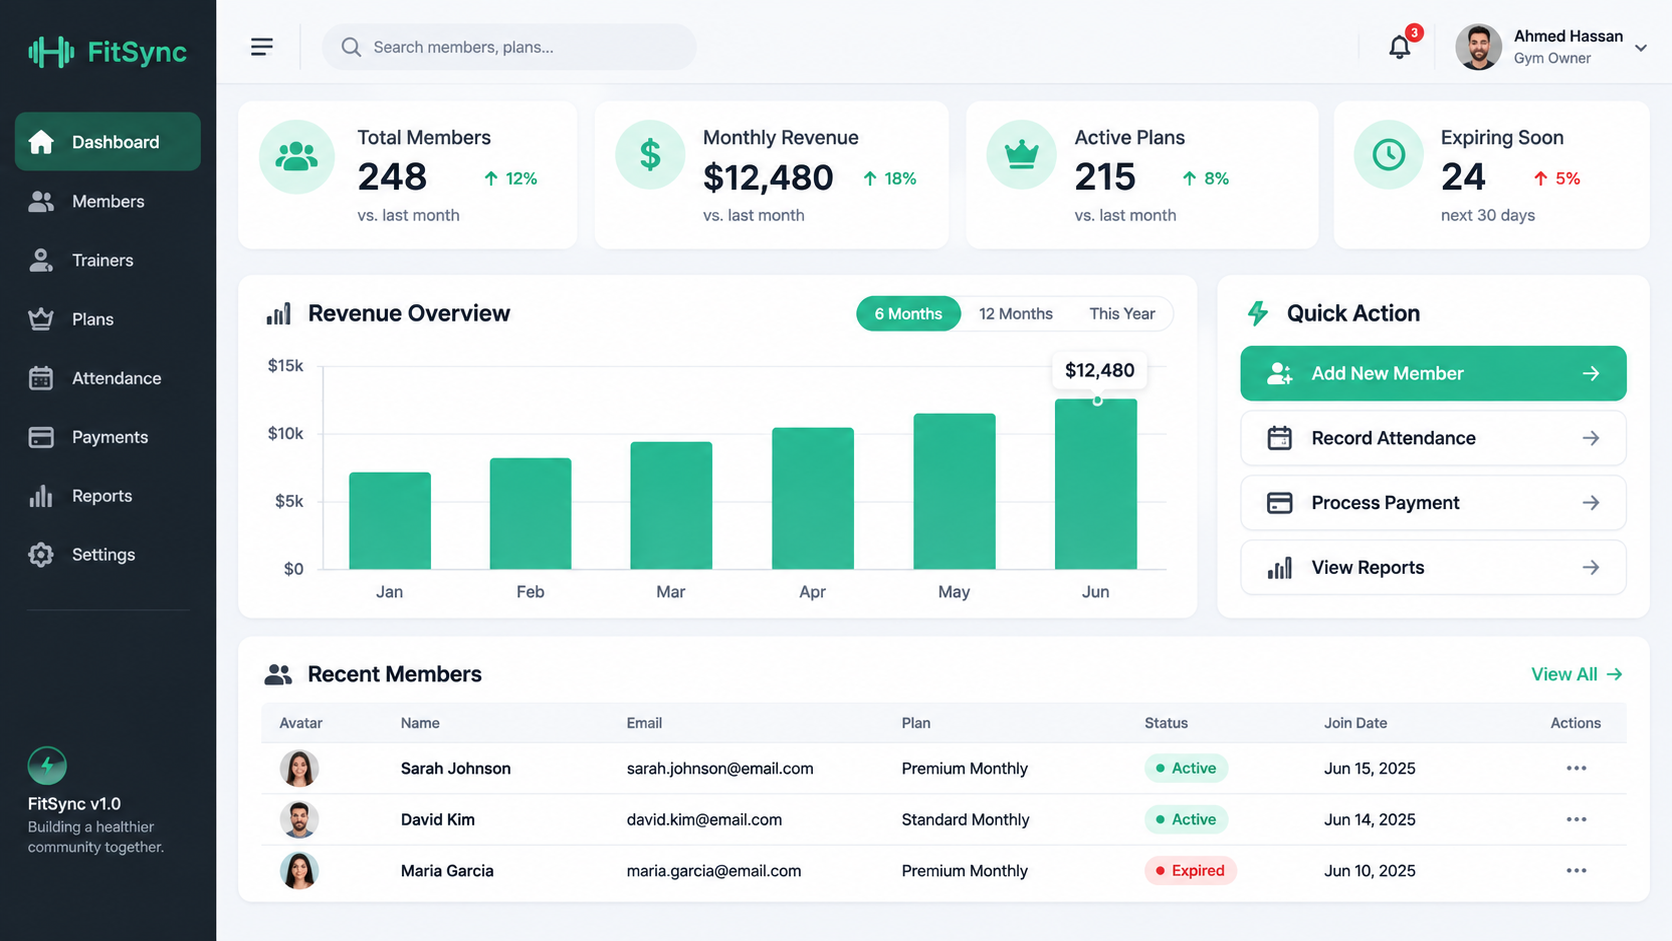 FitSync
Dashboard
Members
Trainers
Plans
Attendance
Payments
Reports
Settings
FitSync v1.0
Building a healthier
community together.
Search members, plans...
3
Ahmed Hassan
Gym Owner
Total Members
248
12%
vs. last month
Monthly Revenue
$12,480
18%
vs. last month
Active Plans
215
8%
vs. last month
Expiring Soon
24
5%
next 30 days
Revenue Overview
6 Months 12 Months This Year
$15k
$10k
$5k
$0
$12,480
Jan Feb Mar Apr May Jun
Quick Action
Add New Member
Record Attendance
Process Payment
View Reports
Recent Members
View All
Avatar Name Email Plan Status Join Date Actions
Sarah Johnson sarah.johnson@email.com Premium Monthly Active Jun 15, 2025
David Kim david.kim@email.com Standard Monthly Active Jun 14, 2025
Maria Garcia maria.garcia@email.com Premium Monthly Expired Jun 10, 2025